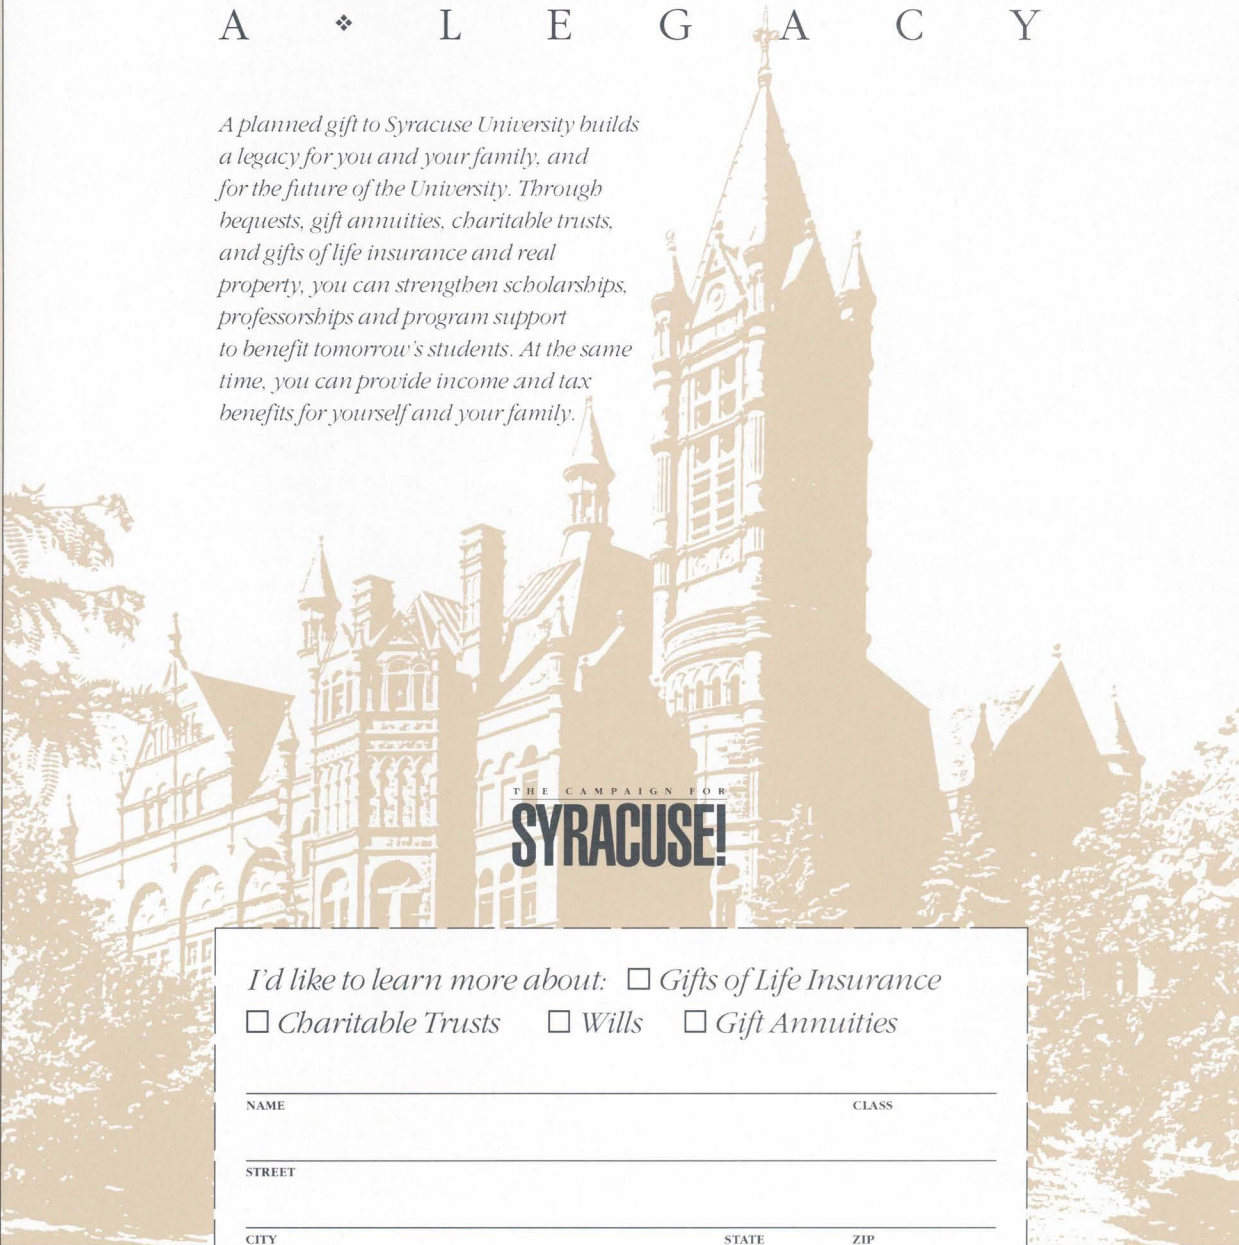 A ❖ LEGACY
A planned gift to Syracuse University builds
a legacy for you and your family, and
for the future of the University. Through
bequests, gift annuities, charitable trusts,
and gifts of life insurance and real
property, you can strengthen scholarships,
professorships and program support
to benefit tomorrow's students. At the same
time, you can provide income and tax
benefits for yourself and your family.
THE CAMPAIGN FOR
SYRACUSE!
I'd like to learn more about: ☐ Gifts of Life Insurance
☐ Charitable Trusts ☐ Wills ☐ Gift Annuities
NAME CLASS
STREET
CITY STATE ZIP